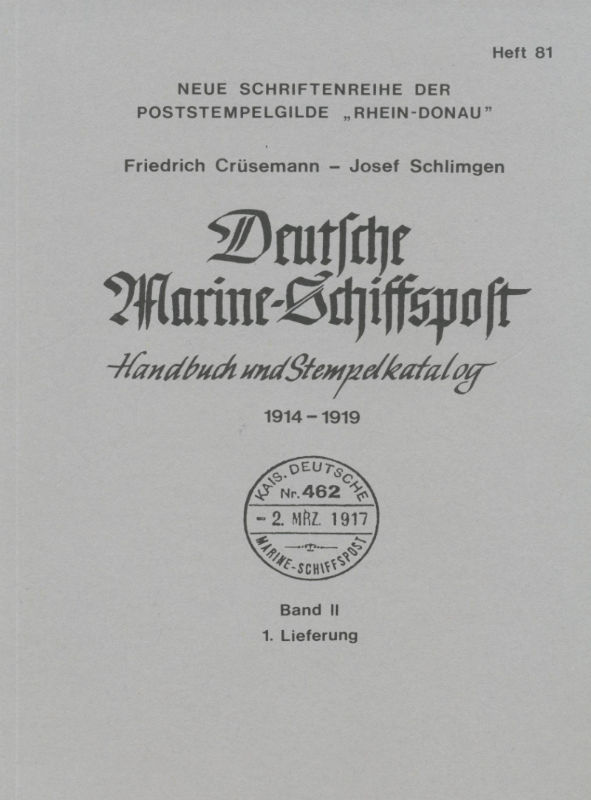 Heft 81
NEUE SCHRIFTENREIHE DER
POSTSTEMPELGILDE „RHEIN-DONAU”
Friedrich Crüsemann – Josef Schlimgen
Deutsche
Marine-Schiffspost
Handbuch und Stempelkatalog
1914 – 1919
KAIS. DEUTSCHE
Nr. 462
- 2. MRZ. 1917
MARINE-SCHIFFSPOST
Band II
1. Lieferung